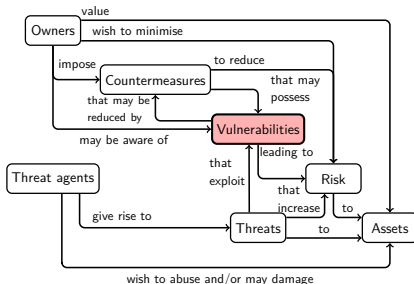 value
Owners
wish to minimise
impose
to reduce
Countermeasures
that may
possess
that may be
reduced by
Vulnerabilities
may be aware of
leading to
that
exploit
Threat agents
Risk
that
increase
give rise to
to
Threats
to
Assets
wish to abuse and/or may damage